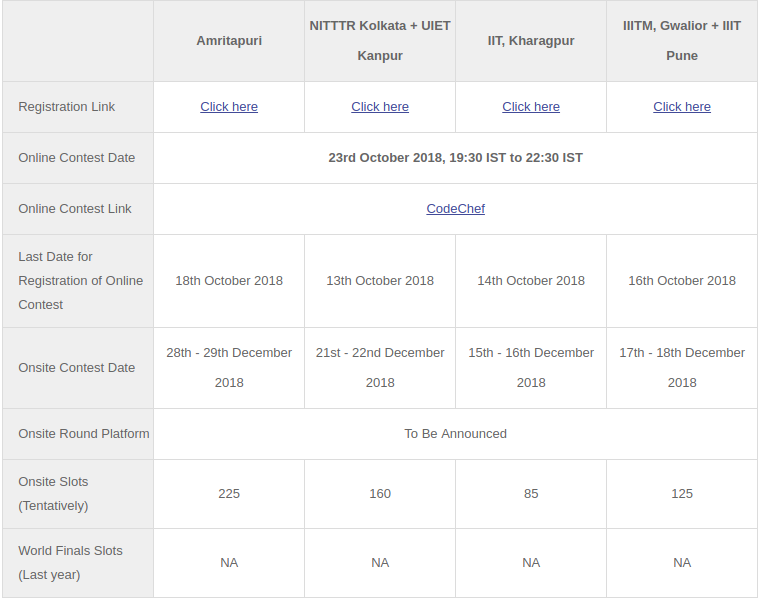 Amritapuri
NITTTR Kolkata + UIET
Kanpur
IIT, Kharagpur
IIITM, Gwalior + IIIT
Pune
Registration Link
Click here
Click here
Click here
Click here
Online Contest Date
23rd October 2018, 19:30 IST to 22:30 IST
Online Contest Link
CodeChef
Last Date for
Registration of Online
Contest
18th October 2018
13th October 2018
14th October 2018
16th October 2018
Onsite Contest Date
28th - 29th December
2018
21st - 22nd December
2018
15th - 16th December
2018
17th - 18th December
2018
Onsite Round Platform
To Be Announced
Onsite Slots
(Tentatively)
225
160
85
125
World Finals Slots
(Last year)
NA
NA
NA
NA